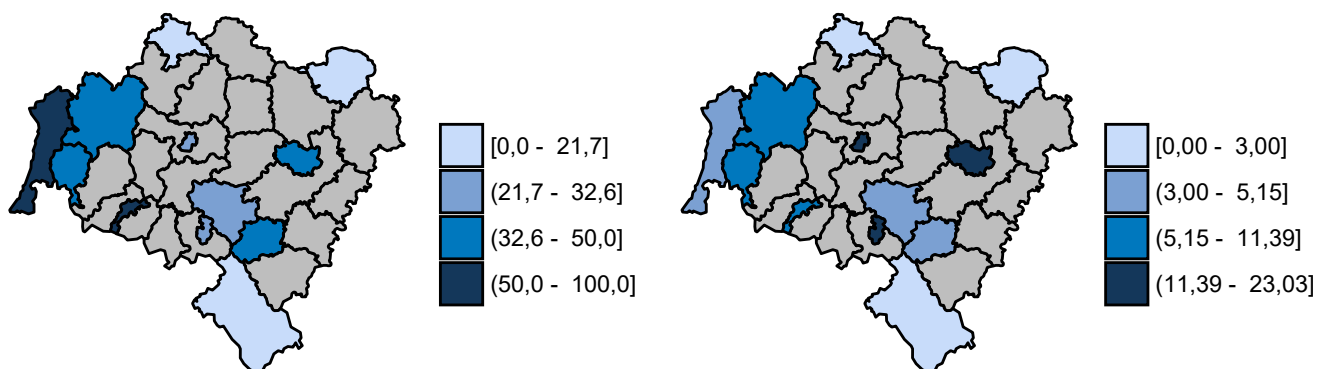 [0,0 - 21,7]
(21,7 - 32,6]
(32,6 - 50,0]
(50,0 - 100,0]
[0,00 - 3,00]
(3,00 - 5,15]
(5,15 - 11,39]
(11,39 - 23,03]